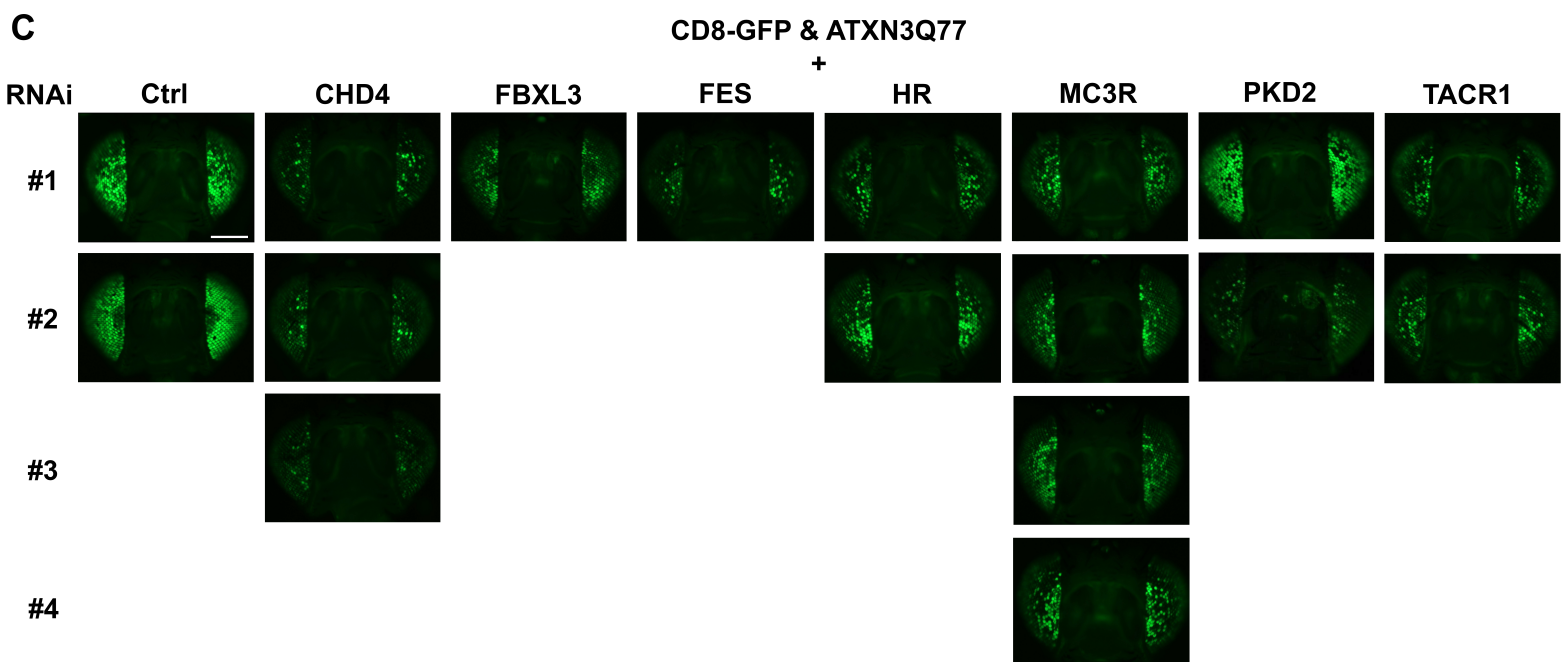 C
CD8-GFP & ATXN3Q77
+
RNAi Ctrl CHD4 FBXL3 FES HR MC3R PKD2 TACR1
#1
#2
#3
#4